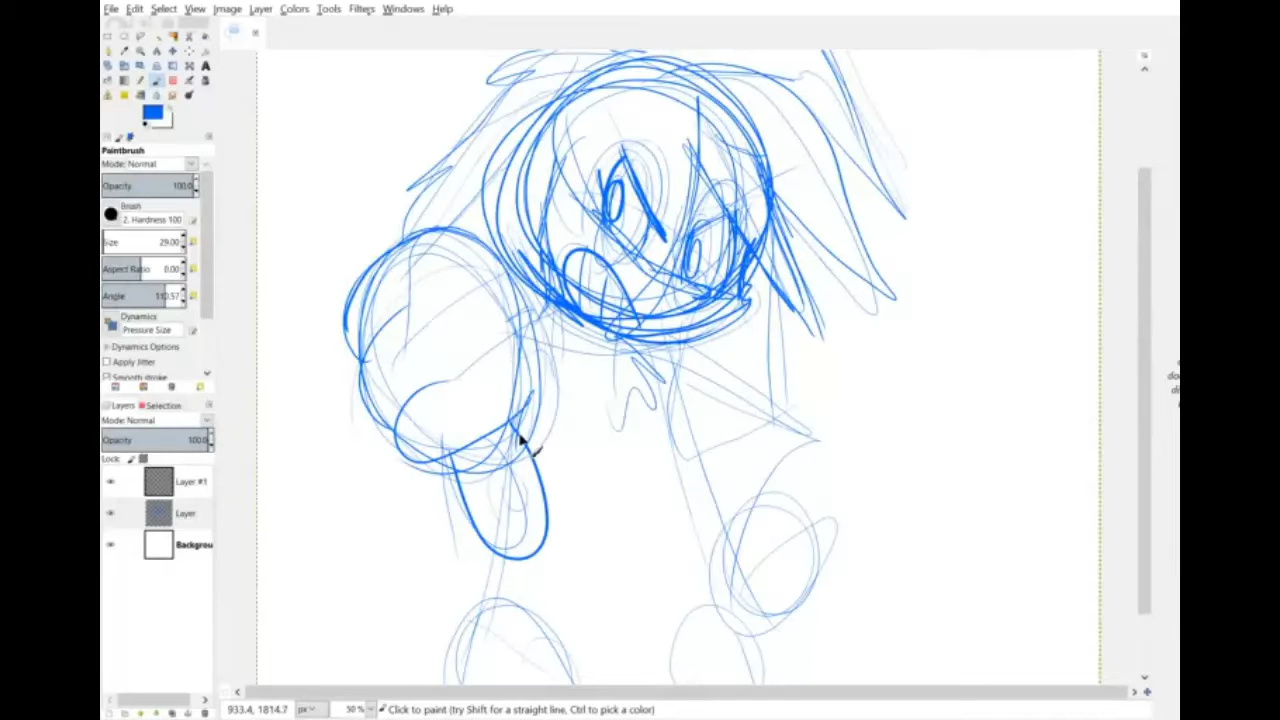 File Edit Select View Image Layer Colors Tools Filters Windows Help
Paintbrush
Mode: Normal
Opacity 100.0
Brush
2. Hardness 100
Size 29.00
Aspect Ratio 0.00
Angle 110.57
Dynamics
Pressure Size
Dynamics Options
Apply Jitter
Smooth stroke
Layers Selection
Mode: Normal
Opacity 100.0
Lock:
Layer #1
Layer
Backgrou
933.4, 1814.7 px 50 % Click to paint (try Shift for a straight line, Ctrl to pick a color)